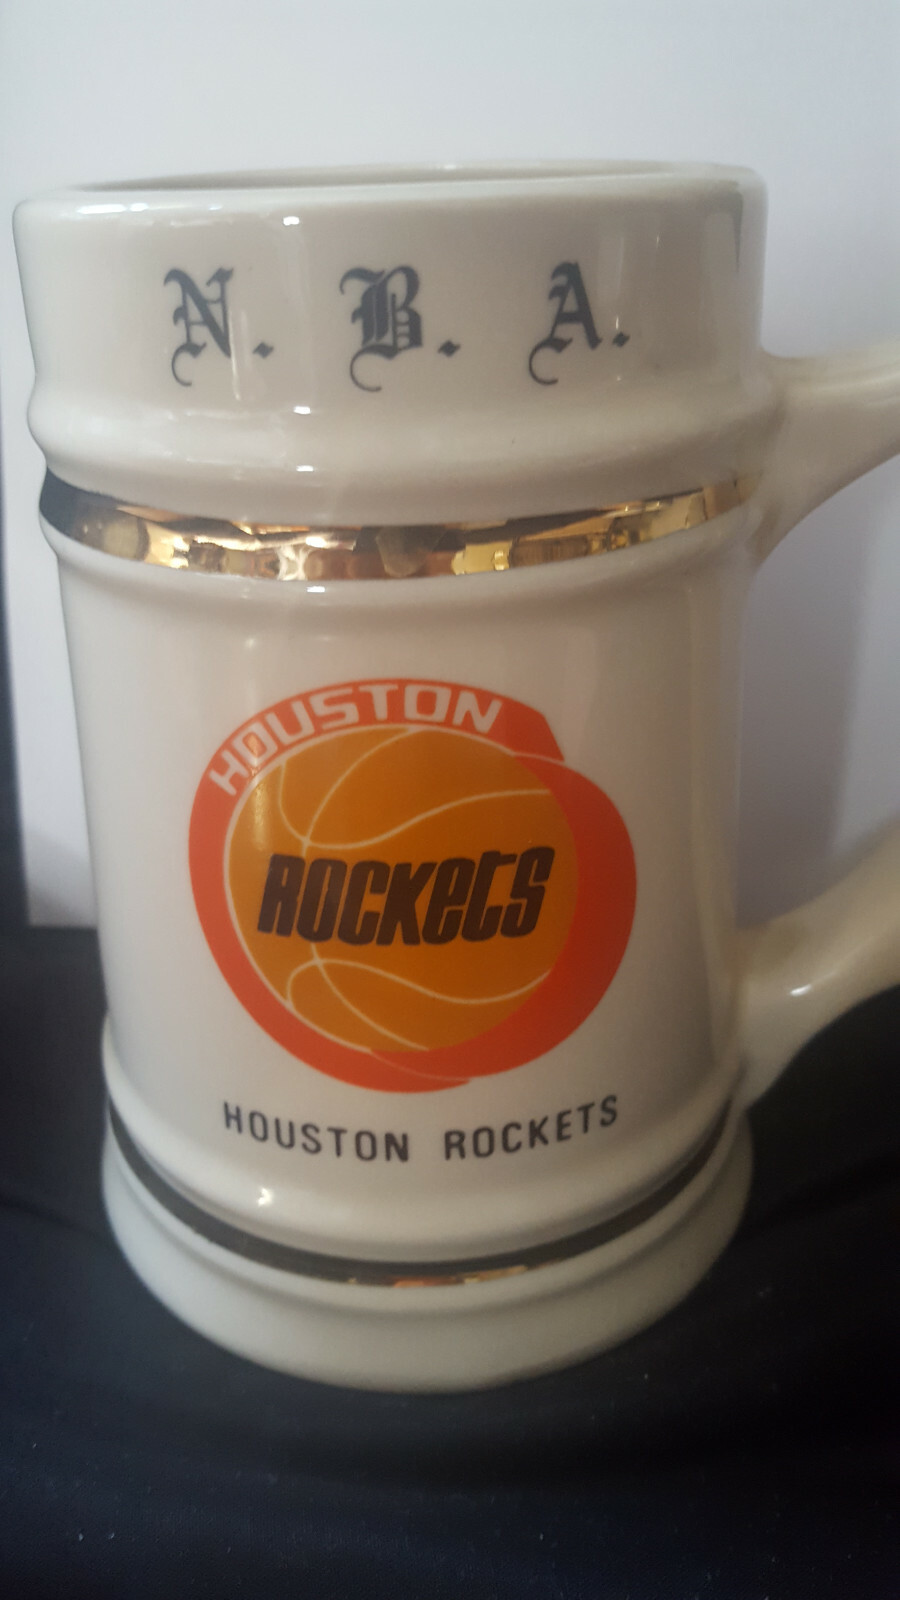 N. B. A.
HOUSTON
ROCKETS
HOUSTON ROCKETS